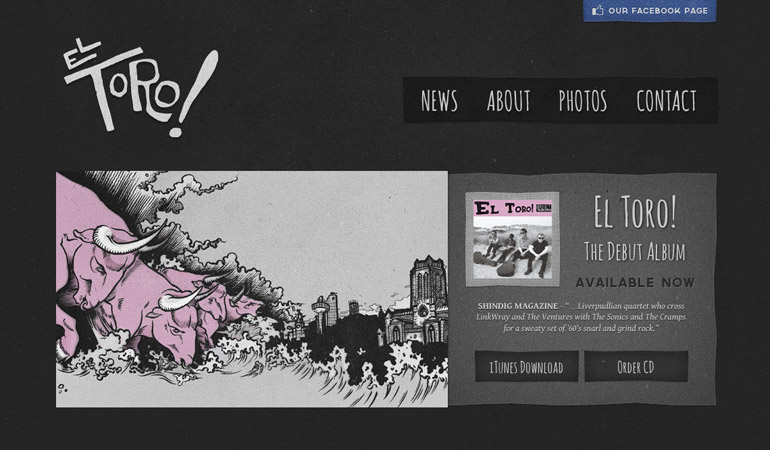 OUR FACEBOOK PAGE
EL
TORO!
NEWS ABOUT PHOTOS CONTACT
EL TORO!
EL TORO!
THE DEBUT ALBUM
AVAILABLE NOW
SHINDIG MAGAZINE - "... Liverpudlian quartet who cross
LinkWray and The Ventures with The Sonics and The Cramps
for a sweaty set of '60's snarl and grind rock."
iTunes Download
Order CD